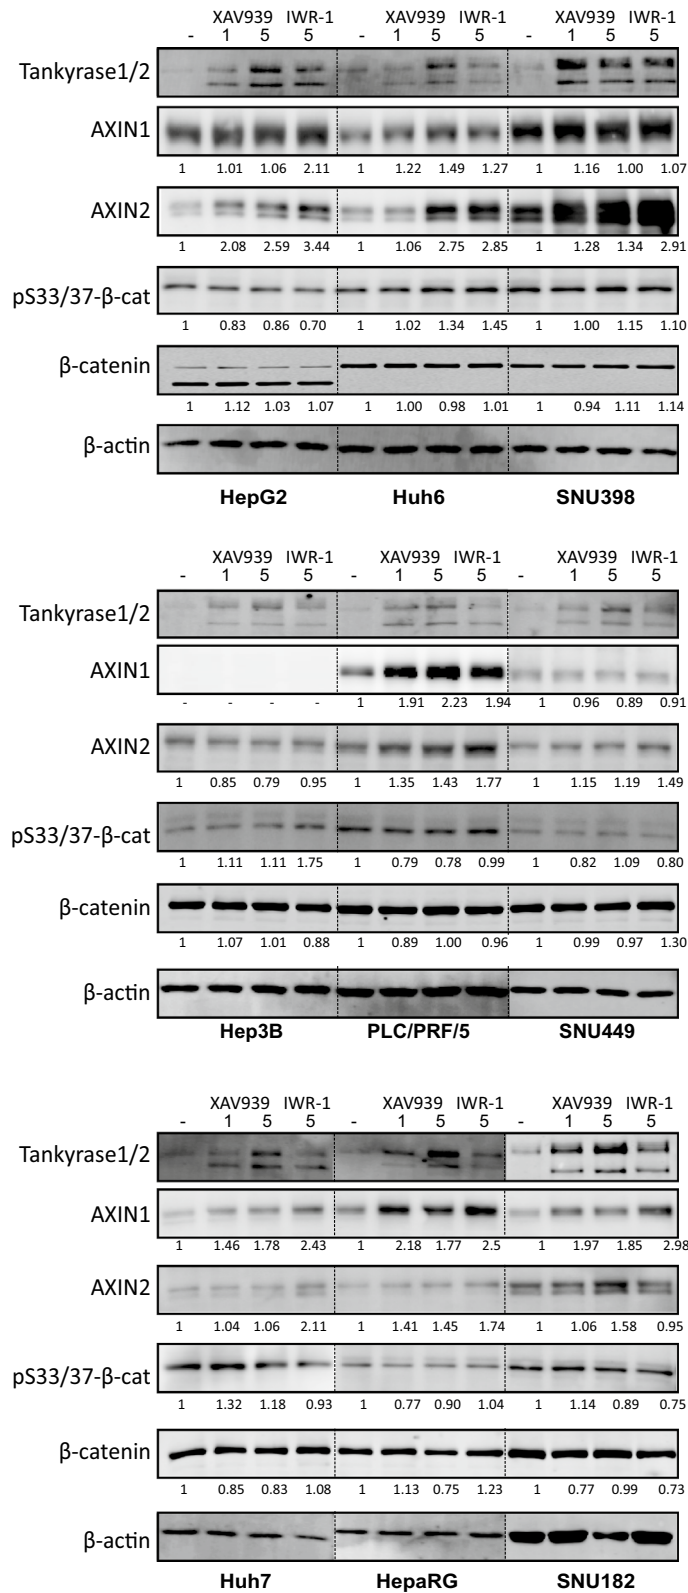 XAV939 IWR-1 XAV939 IWR-1 XAV939 IWR-1
- 1 5 5 - 1 5 5 - 1 5 5
Tankyrase1/2
AXIN1
1 1.01 1.06 2.11 1 1.22 1.49 1.27 1 1.16 1.00 1.07
AXIN2
1 2.08 2.59 3.44 1 1.06 2.75 2.85 1 1.28 1.34 2.91
pS33/37-β-cat
1 0.83 0.86 0.70 1 1.02 1.34 1.45 1 1.00 1.15 1.10
β-catenin
1 1.12 1.03 1.07 1 1.00 0.98 1.01 1 0.94 1.11 1.14
β-actin
HepG2 Huh6 SNU398
XAV939 IWR-1 XAV939 IWR-1 XAV939 IWR-1
- 1 5 5 - 1 5 5 - 1 5 5
Tankyrase1/2
AXIN1
- - - - 1 1.91 2.23 1.94 1 0.96 0.89 0.91
AXIN2
1 0.85 0.79 0.95 1 1.35 1.43 1.77 1 1.15 1.19 1.49
pS33/37-β-cat
1 1.11 1.11 1.75 1 0.79 0.78 0.99 1 0.82 1.09 0.80
β-catenin
1 1.07 1.01 0.88 1 0.89 1.00 0.96 1 0.99 0.97 1.30
β-actin
Hep3B PLC/PRF/5 SNU449
XAV939 IWR-1 XAV939 IWR-1 XAV939 IWR-1
- 1 5 5 - 1 5 5 - 1 5 5
Tankyrase1/2
AXIN1
1 1.46 1.78 2.43 1 2.18 1.77 2.5 1 1.97 1.85 2.98
AXIN2
1 1.04 1.06 2.11 1 1.41 1.45 1.74 1 1.06 1.58 0.95
pS33/37-β-cat
1 1.32 1.18 0.93 1 0.77 0.90 1.04 1 1.14 0.89 0.75
β-catenin
1 0.85 0.83 1.08 1 1.13 0.75 1.23 1 0.77 0.99 0.73
β-actin
Huh7 HepaRG SNU182